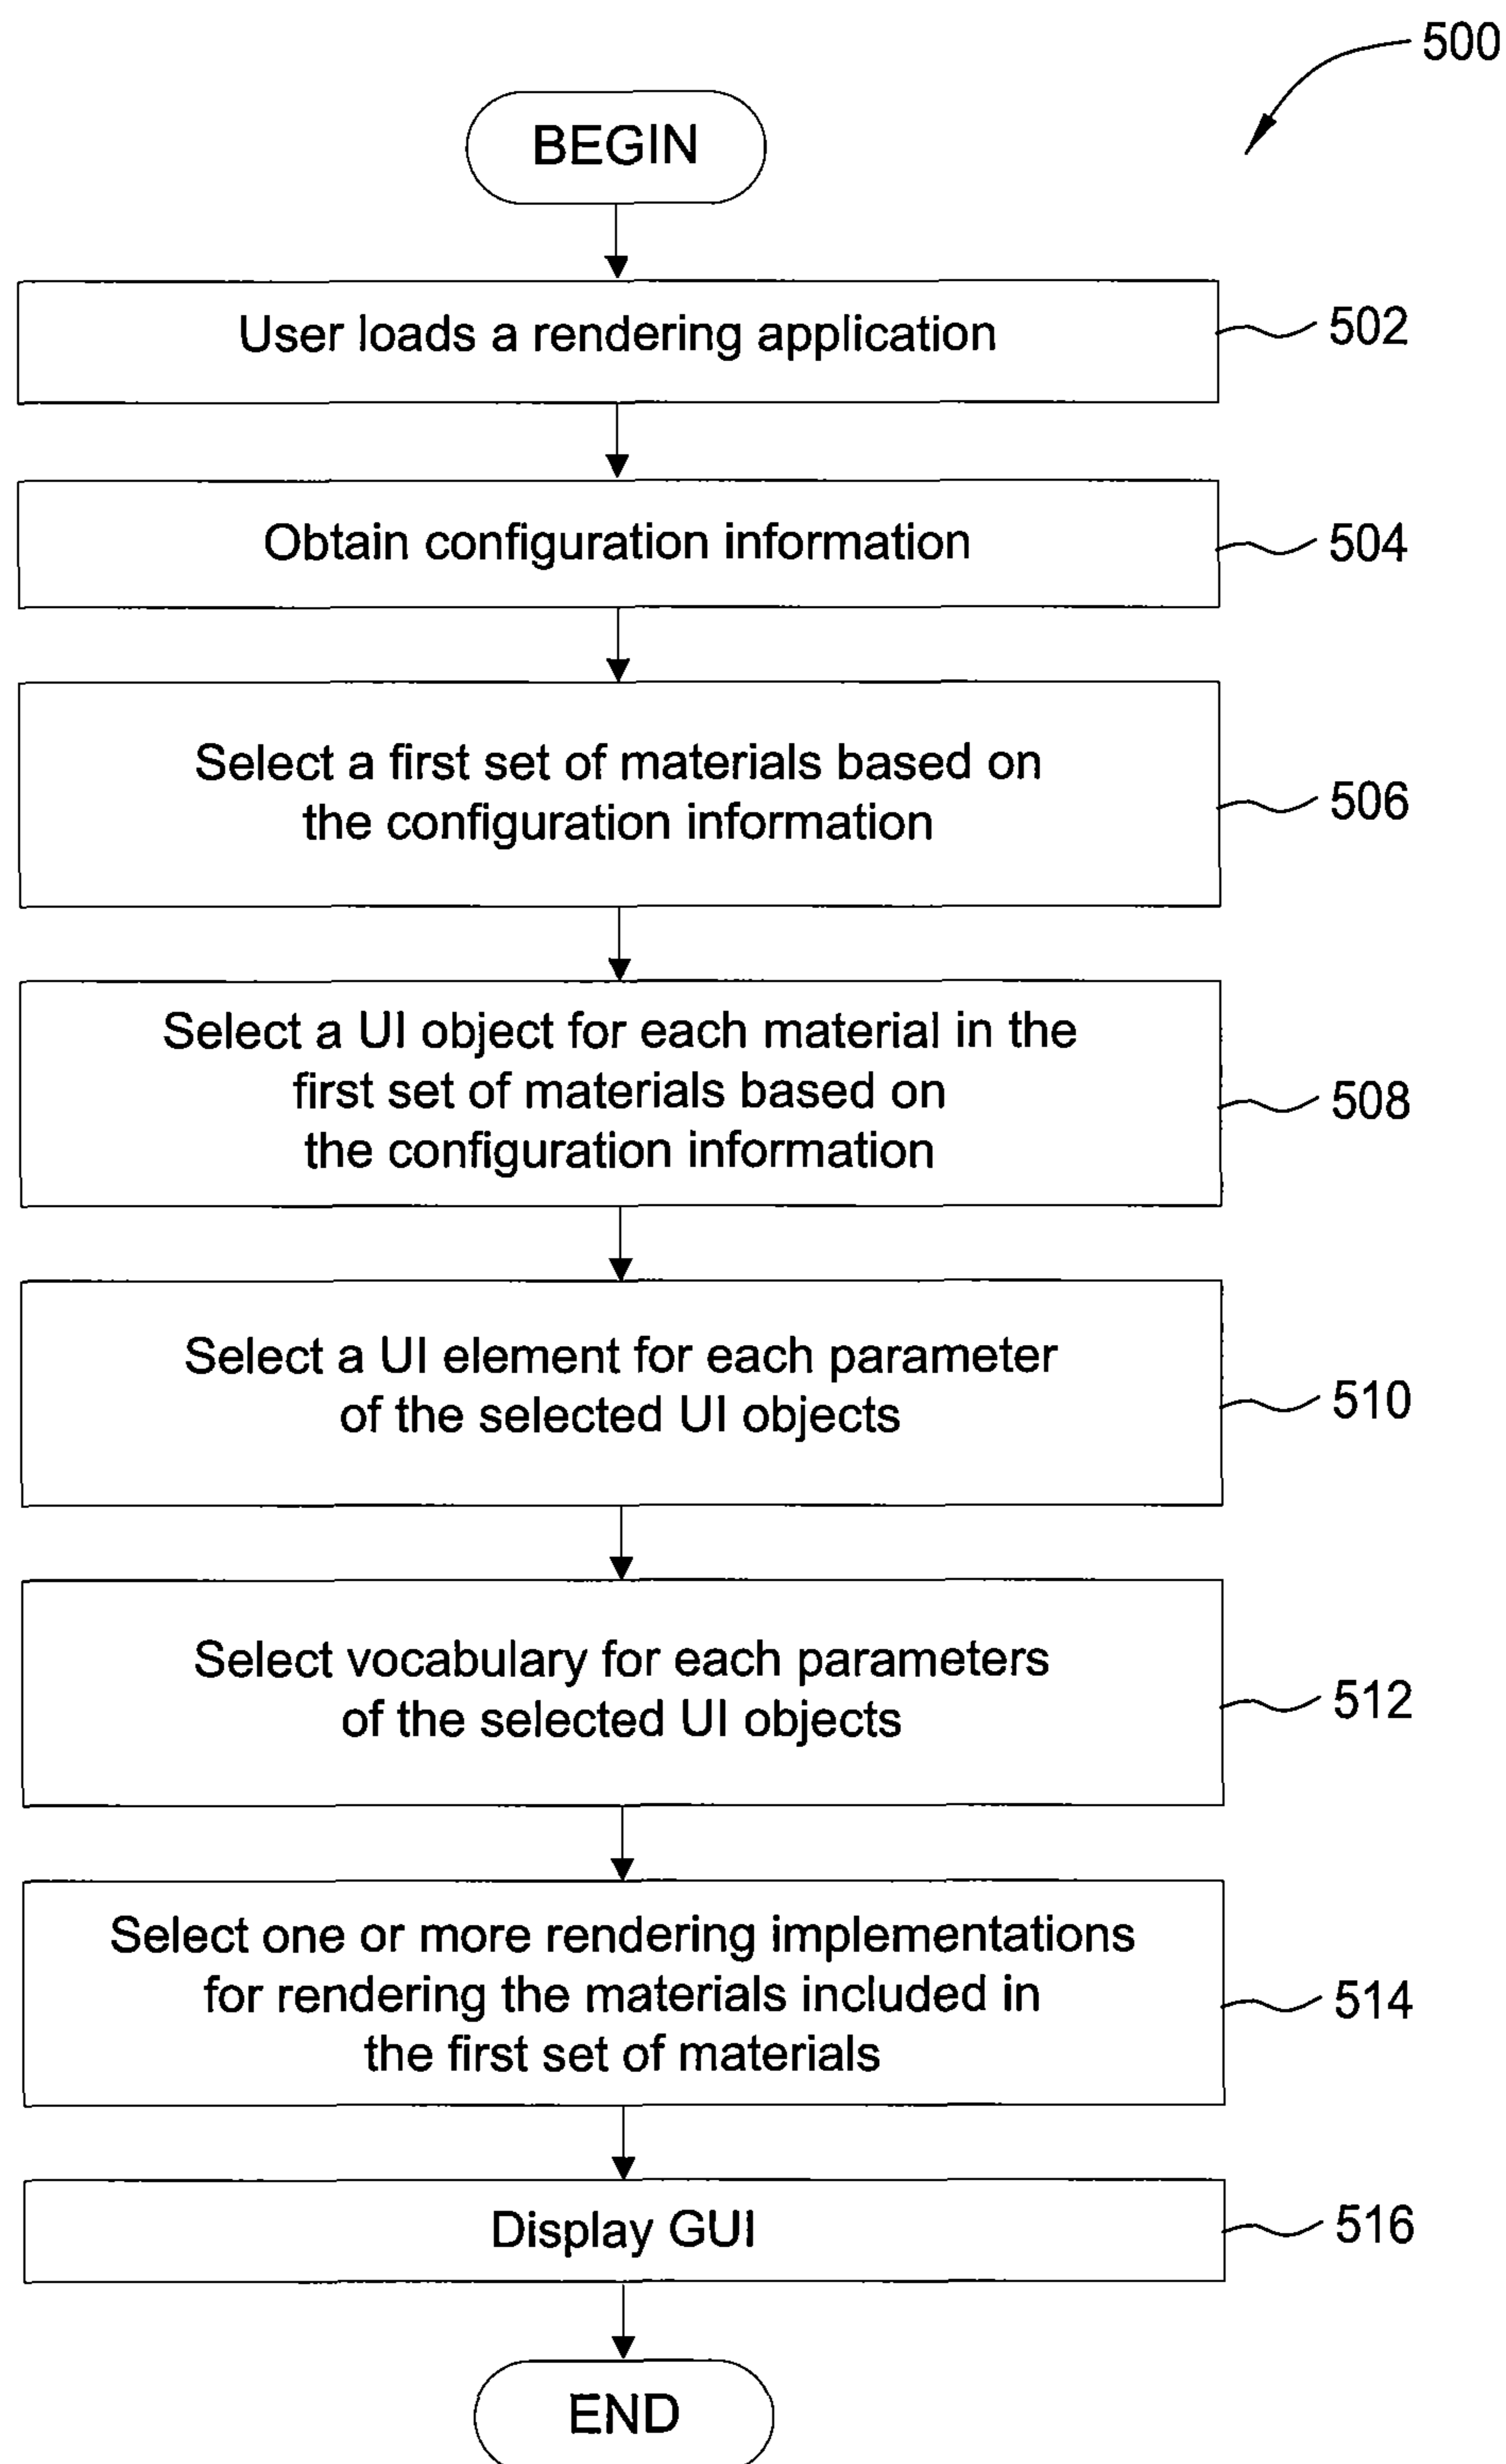 500
BEGIN
User loads a rendering application
502
Obtain configuration information
504
Select a first set of materials based on
the configuration information
506
Select a UI object for each material in the
first set of materials based on
the configuration information
508
Select a UI element for each parameter
of the selected UI objects
510
Select vocabulary for each parameters
of the selected UI objects
512
Select one or more rendering implementations
for rendering the materials included in
the first set of materials
514
Display GUI
516
END